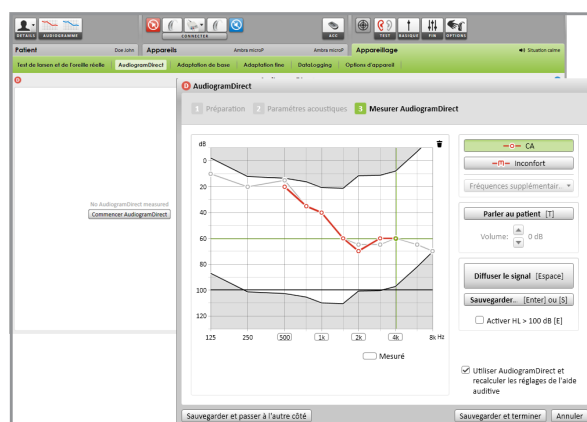 DETAILS AUDIOGRAMME
CONNECTER
ACC
TEST BASIQUE FIN OPTIONS
Patient Doe John Appareils Ambra microP Ambra microP Appareillage Situation calme
Test de larsen et de l'oreille réelle AudiogramDirect Adaptation de base Adaptation fine DataLogging Options d'appareil
No AudiogramDirect measured
Commencer AudiogramDirect
D AudiogramDirect
1 Préparation 2 Paramètres acoustiques 3 Mesurer AudiogramDirect
dB
0
20
40
60
80
100
120
125 250 500 1k 2k 4k 8k Hz
Mesuré
CA
Inconfort
Fréquences supplémentair..
Parler au patient [T]
Volume: 0 dB
Diffuser le signal [Espace]
Sauvegarder.. [Enter] ou [S]
Activer HL > 100 dB [E]
Utiliser AudiogramDirect et
recalculer les réglages de l'aide
auditive
Sauvegarder et passer à l'autre côté Sauvegarder et terminer Annuler